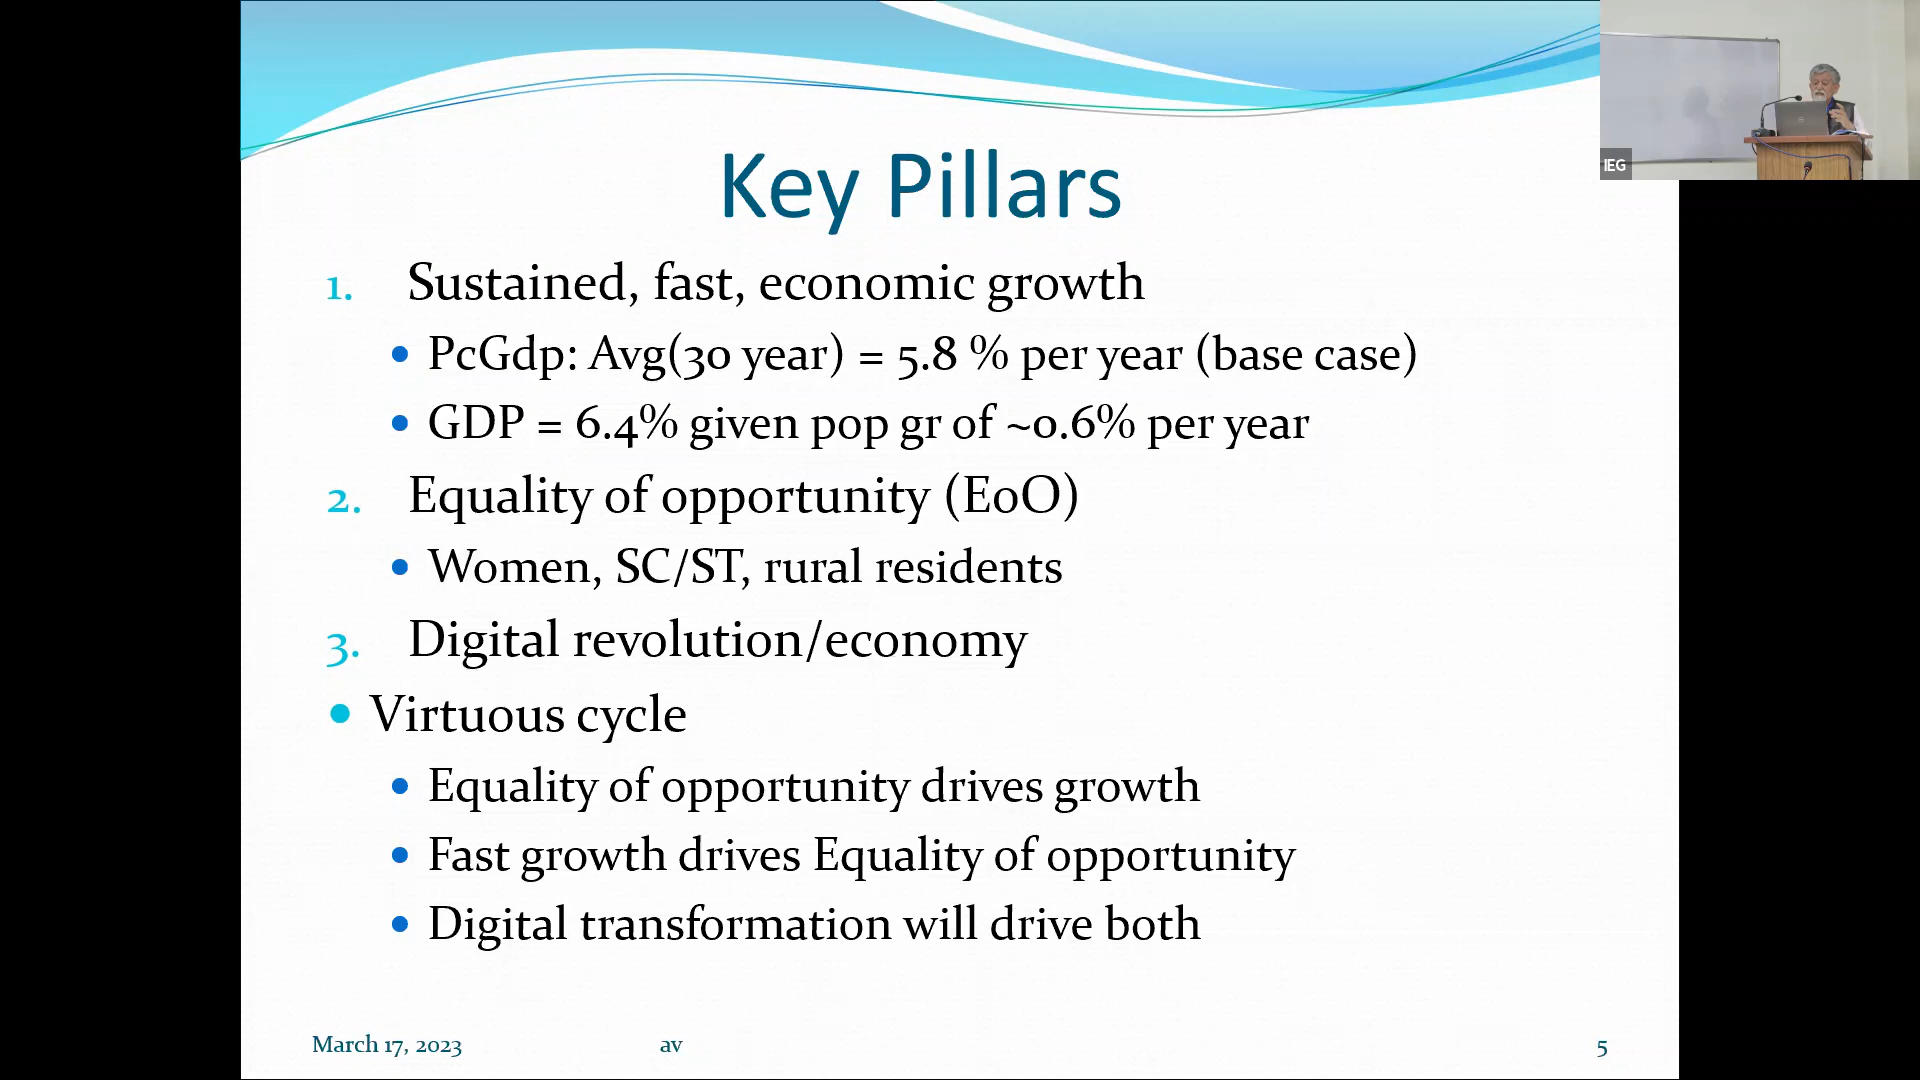 Key Pillars
1. Sustained, fast, economic growth
• PcGdp: Avg(30 year) = 5.8 % per year (base case)
• GDP = 6.4% given pop gr of ~0.6% per year
2. Equality of opportunity (EoO)
• Women, SC/ST, rural residents
3. Digital revolution/economy
• Virtuous cycle
• Equality of opportunity drives growth
• Fast growth drives Equality of opportunity
• Digital transformation will drive both
March 17, 2023 av 5
IEG